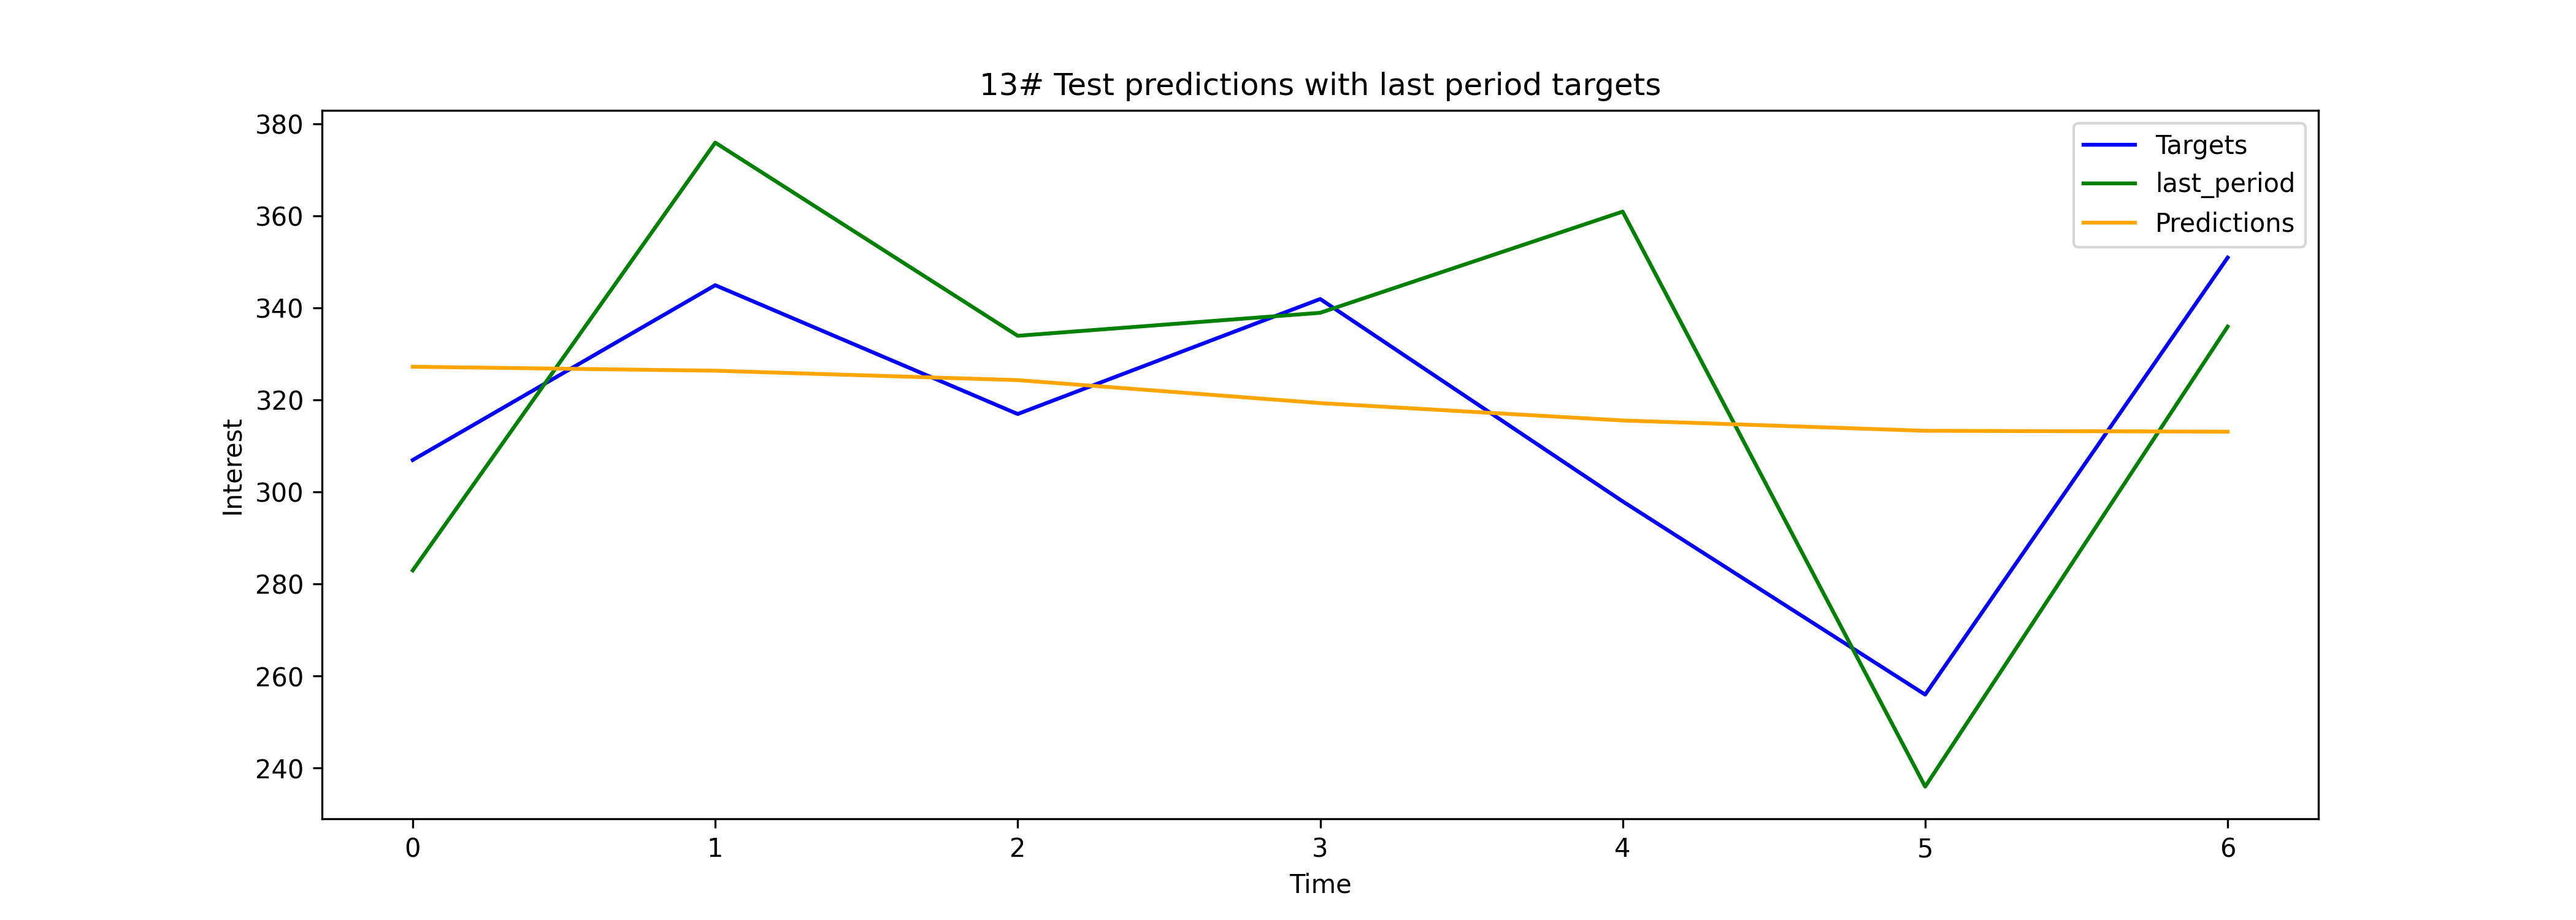 13# Test predictions with last period targets
Targets
last_period
Predictions
Interest
380
360
340
320
300
280
260
240
0 1 2 3 4 5 6
Time